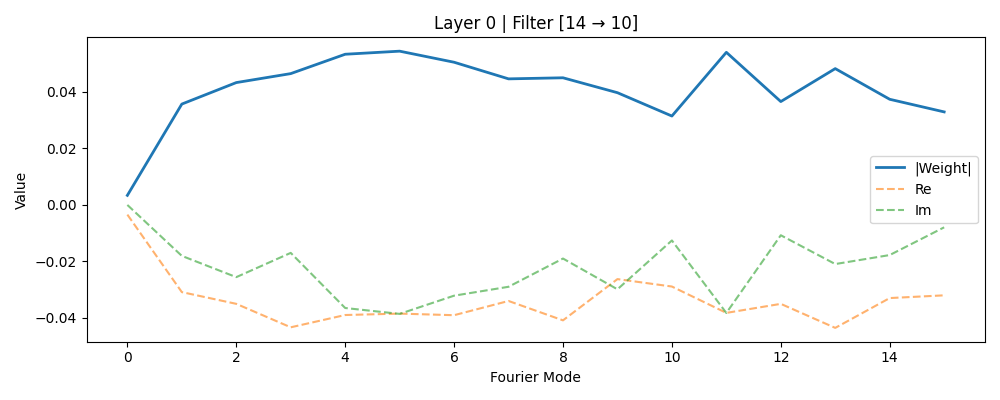 Layer 0 | Filter [14 → 10]
Value
0.04
0.02
0.00
−0.02
−0.04
|Weight|
Re
Im
0 2 4 6 8 10 12 14
Fourier Mode